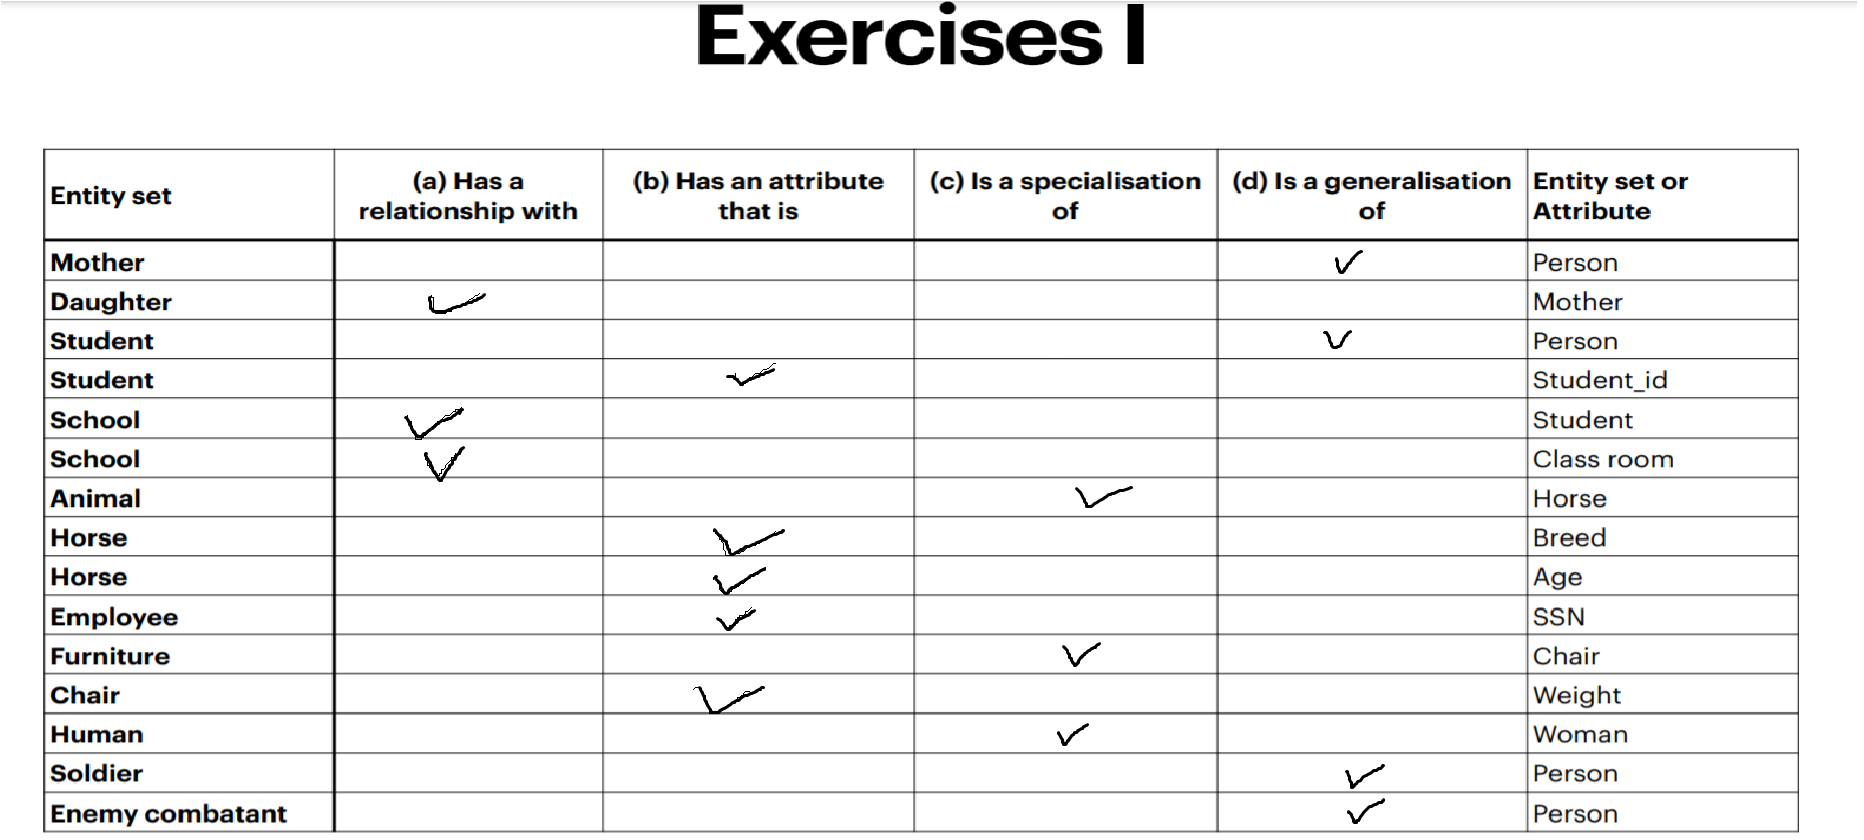 Exercises I
Entity set (a) Has a relationship with (b) Has an attribute that is (c) Is a specialisation of (d) Is a generalisation of Entity set or Attribute
Mother ✓ Person
Daughter ✓ Mother
Student ✓ Person
Student ✓ Student_id
School ✓ Student
School ✓ Class room
Animal ✓ Horse
Horse ✓ Breed
Horse ✓ Age
Employee ✓ SSN
Furniture ✓ Chair
Chair ✓ Weight
Human ✓ Woman
Soldier ✓ Person
Enemy combatant ✓ Person